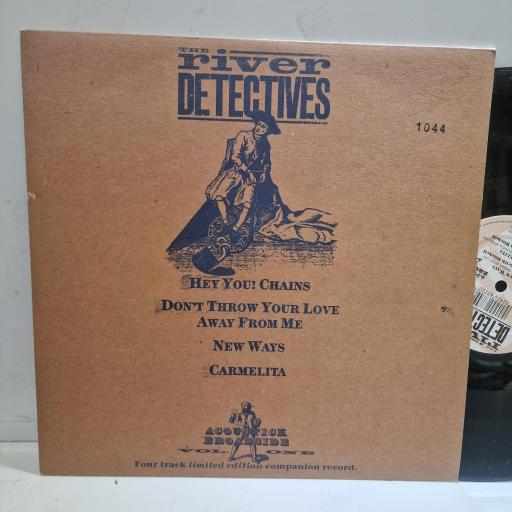 THE
river
DETECTIVES
1044
HEY YOU! CHAINS
DON'T THROW YOUR LOVE
AWAY FROM ME
NEW WAYS
CARMELITA
ACOUSTICK
BROADSIDE
VOL ONE
Four track limited edition companion record.